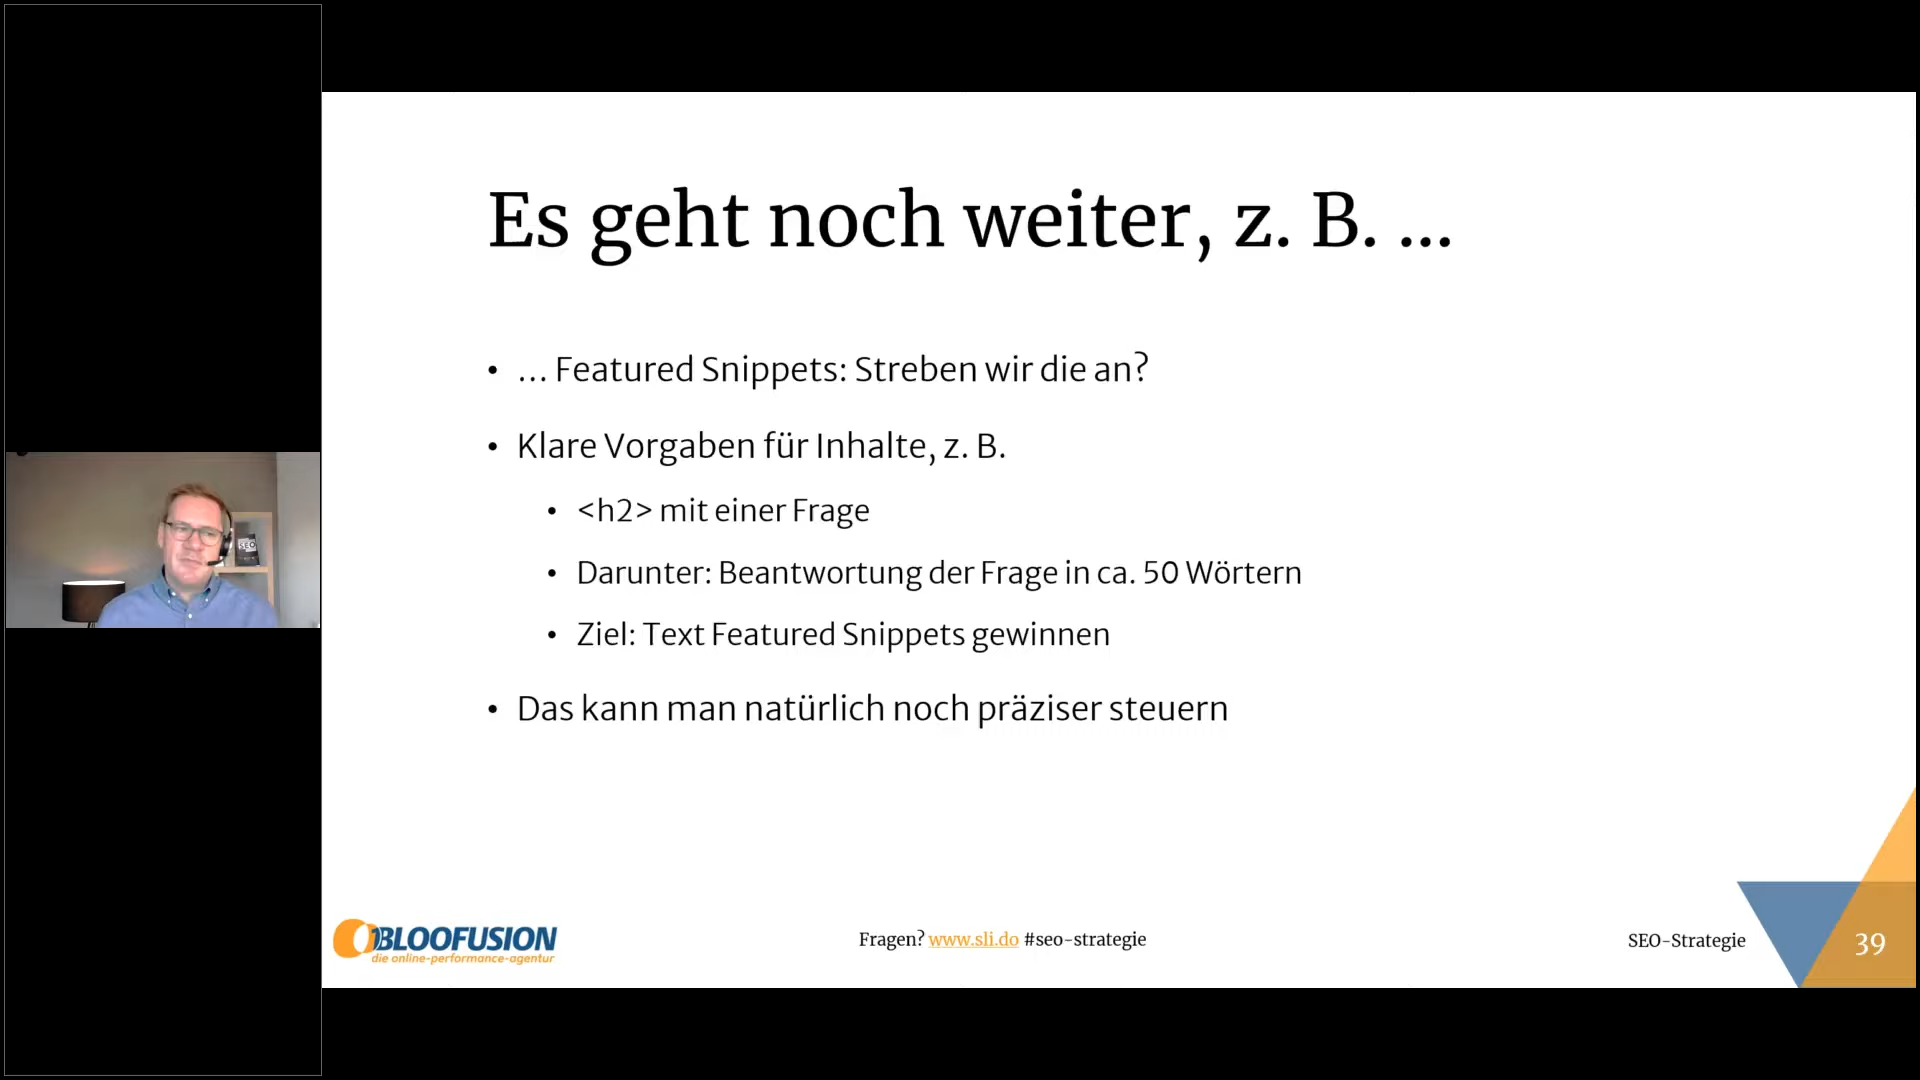 Es geht noch weiter, z. B. ...
• ... Featured Snippets: Streben wir die an?
• Klare Vorgaben für Inhalte, z. B.
• <h2> mit einer Frage
• Darunter: Beantwortung der Frage in ca. 50 Wörtern
• Ziel: Text Featured Snippets gewinnen
• Das kann man natürlich noch präziser steuern
SEO
BLOOFUSION
die online-performance-agentur
Fragen? www.sli.do #seo-strategie
SEO-Strategie
39